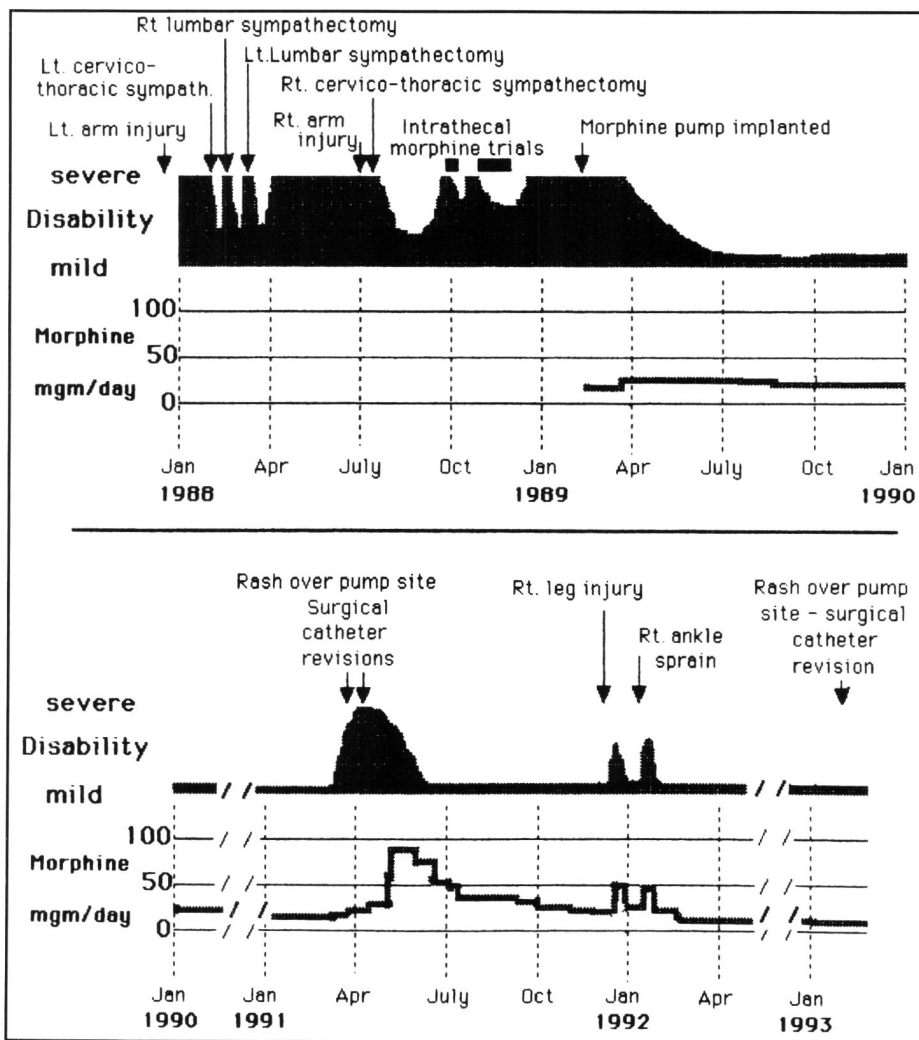 Rt lumbar sympathectomy
Lt. Lumbar sympathectomy
Lt. cervico-
thoracic sympath.
Rt. cervico-thoracic sympathectomy
Lt. arm injury
Rt. arm
injury
Intrathecal
morphine trials
Morphine pump implanted
severe
Disability
mild
100
Morphine
50
mgm/day
0
Jan Apr July Oct Jan Apr July Oct Jan
1988 1989 1990
Rash over pump site
Surgical
catheter
revisions
Rt. leg injury
Rt. ankle
sprain
Rash over pump
site - surgical
catheter
revision
severe
Disability
mild
100
Morphine
50
mgm/day
0
Jan Jan Apr July Oct Jan Apr Jan
1990 1991 1992 1993